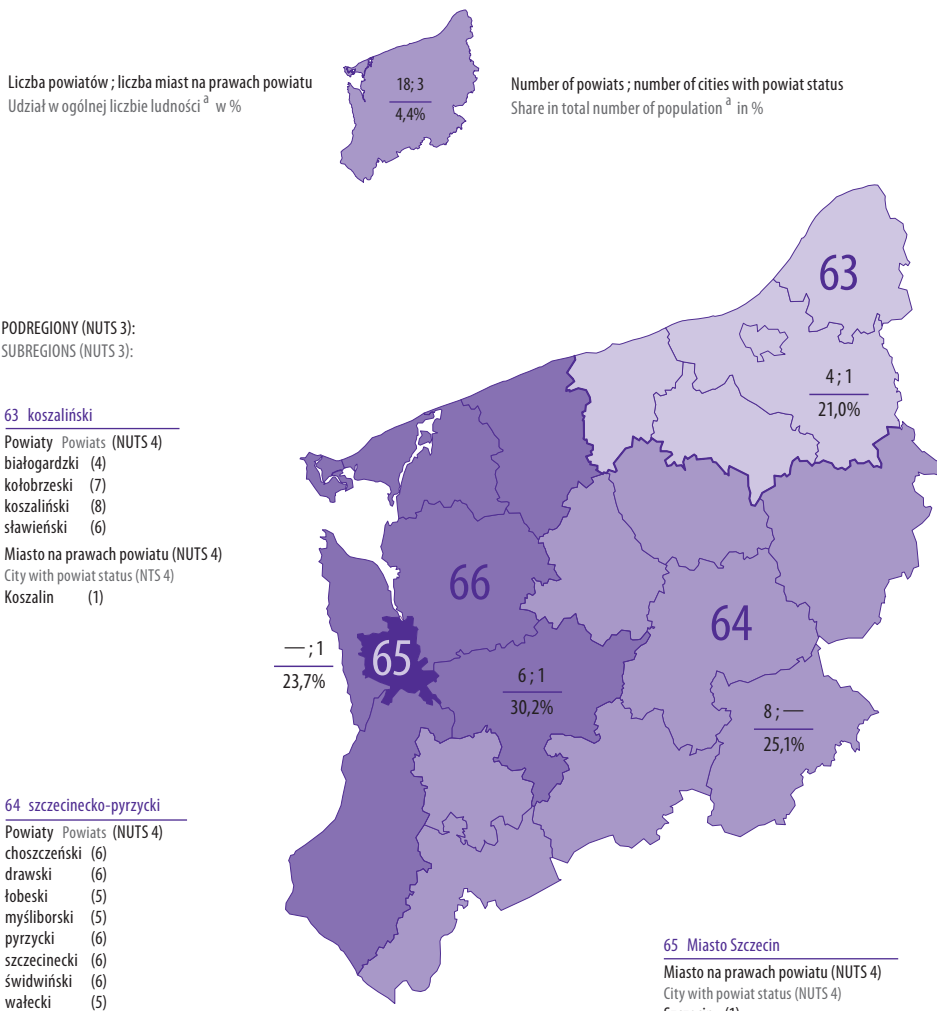 Liczba powiatów ; liczba miast na prawach powiatu
Udział w ogólnej liczbie ludności a w %
18; 3
4,4%
Number of powiats ; number of cities with powiat status
Share in total number of population a in %
63
4 ; 1
21,0%
PODREGIONY (NUTS 3):
SUBREGIONS (NUTS 3):
63 koszaliński
Powiaty Powiats (NUTS 4)
białogardzki (4)
kołobrzeski (7)
koszaliński (8)
sławieński (6)
Miasto na prawach powiatu (NUTS 4)
City with powiat status (NTS 4)
Koszalin (1)
66
64
65
— ; 1
23,7%
6 ; 1
30,2%
8 ; —
25,1%
64 szczecinecko-pyrzycki
Powiaty Powiats (NUTS 4)
choszczeński (6)
drawski (6)
łobeski (5)
myśliborski (5)
pyrzycki (6)
szczecinecki (6)
świdwiński (6)
wałecki (5)
65 Miasto Szczecin
Miasto na prawach powiatu (NUTS 4)
City with powiat status (NUTS 4)